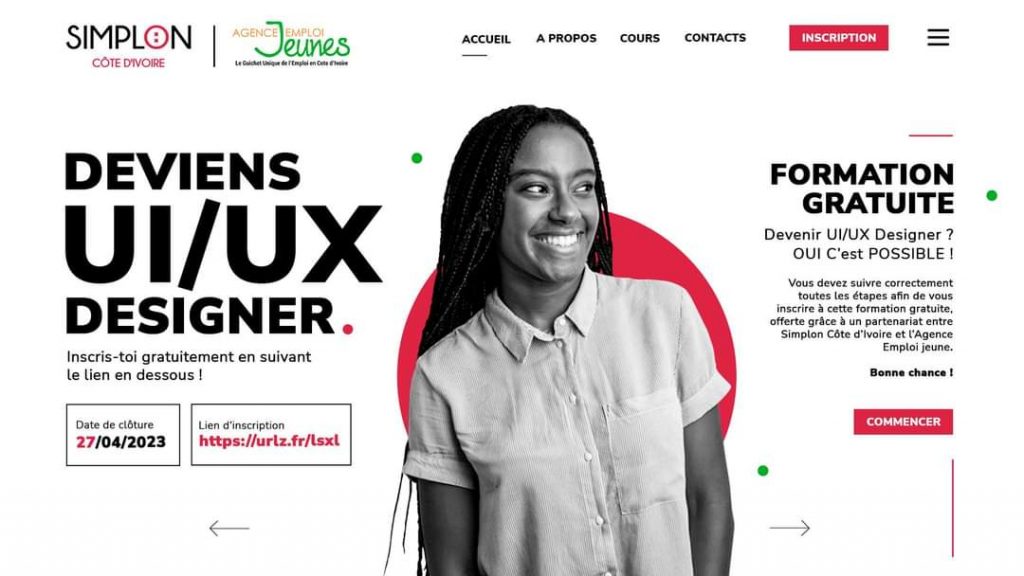 SIMPLON
CÔTE D'IVOIRE
AGENCE EMPLOI
Jeunes
Le Guichet Unique de l'Emploi en Cote d'Ivoire
ACCUEIL
A PROPOS
COURS
CONTACTS
INSCRIPTION
DEVIENS
UI/UX
DESIGNER.
Inscris-toi gratuitement en suivant
le lien en dessous !
Date de clôture
27/04/2023
Lien d'inscription
https://urlz.fr/lsxl
FORMATION
GRATUITE
Devenir UI/UX Designer ?
OUI C'est POSSIBLE !
Vous devez suivre correctement
toutes les étapes afin de vous
inscrire à cette formation gratuite,
offerte grâce à un partenariat entre
Simplon Côte d'Ivoire et l'Agence
Emploi jeune.
Bonne chance !
COMMENCER